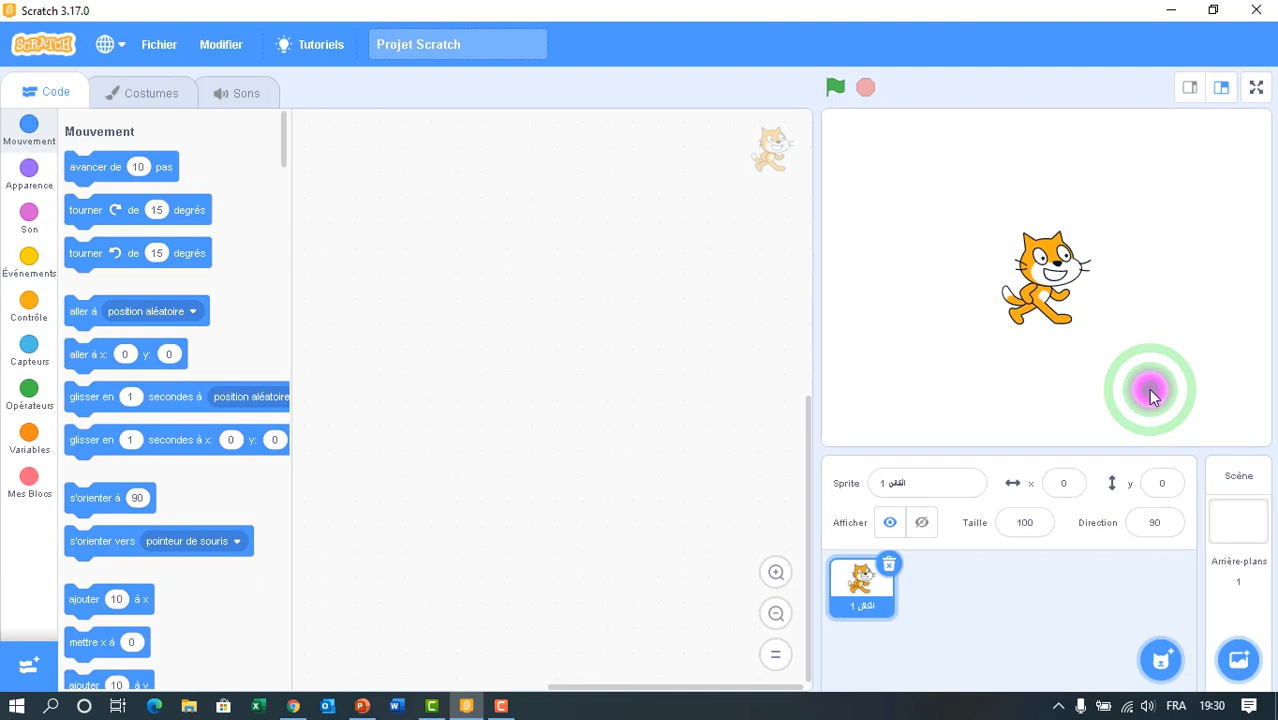 Scratch 3.17.0
SCRATCH
Fichier
Modifier
Tutoriels
Projet Scratch
Code
Costumes
Sons
Mouvement
Apparence
Son
Événements
Contrôle
Capteurs
Opérateurs
Variables
Mes Blocs
Mouvement
avancer de 10 pas
tourner de 15 degrés
tourner de 15 degrés
aller à position aléatoire
aller à x: 0 y: 0
glisser en 1 secondes à position aléatoire
glisser en 1 secondes à x: 0 y: 0
s'orienter à 90
s'orienter vers pointeur de souris
ajouter 10 à x
mettre x à 0
ajouter 10 à y
Sprite الكائن 1 x 0 y 0
Afficher Taille 100 Direction 90
الكائن 1
Scène
Arrière-plans
1
FRA 19:30